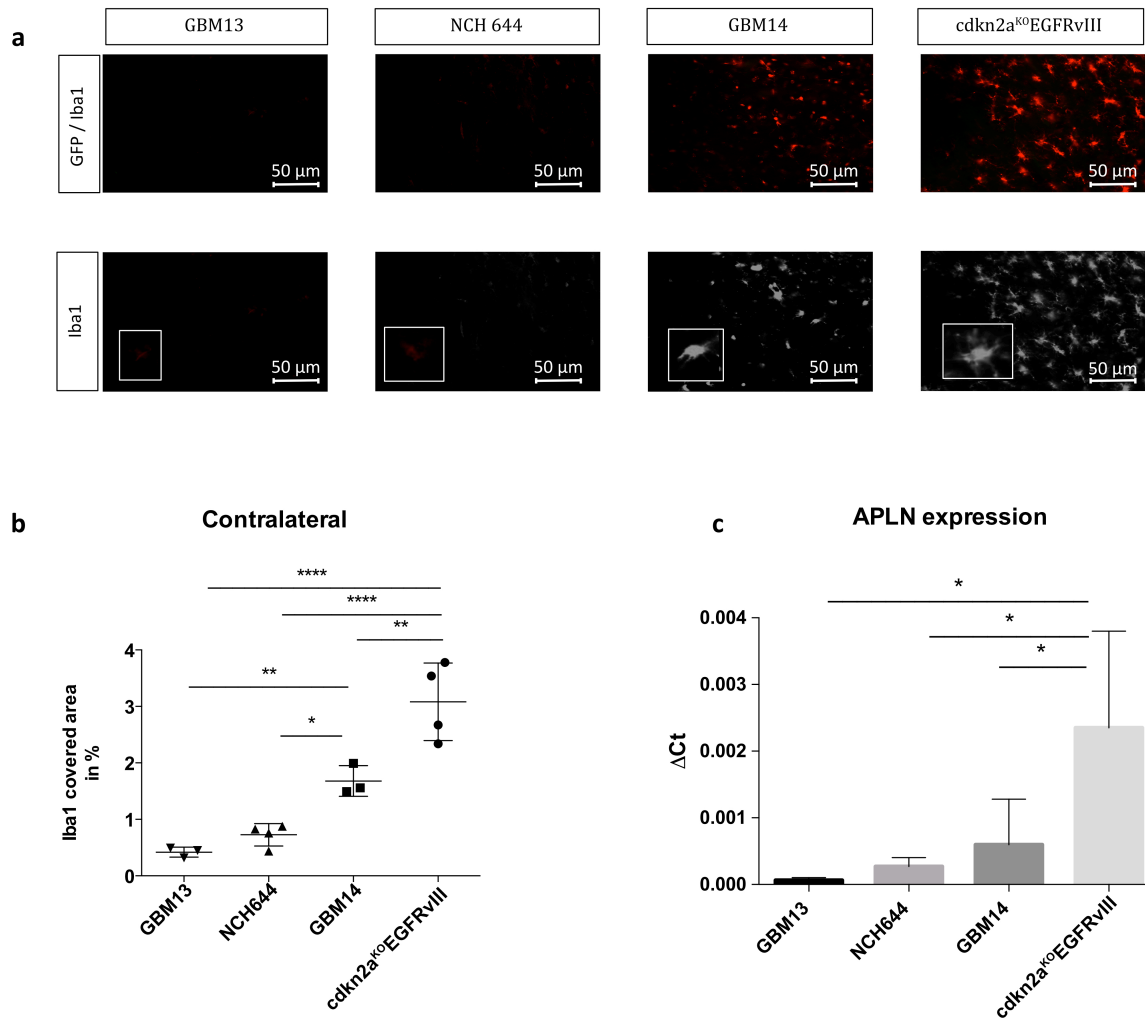 a
GBM13
NCH 644
GBM14
cdkn2aᴷᴼEGFRvIII
GFP / Iba1
50 µm
50 µm
50 µm
50 µm
Iba1
50 µm
50 µm
50 µm
50 µm
b
Contralateral
****
****
**
**
*
Iba1 covered area
in %
4
3
2
1
0
GBM13
NCH644
GBM14
cdkn2aᴷᴼEGFRvIII
c
APLN expression
*
*
*
ΔCt
0.004
0.003
0.002
0.001
0.000
GBM13
NCH644
GBM14
cdkn2aᴷᴼEGFRvIII